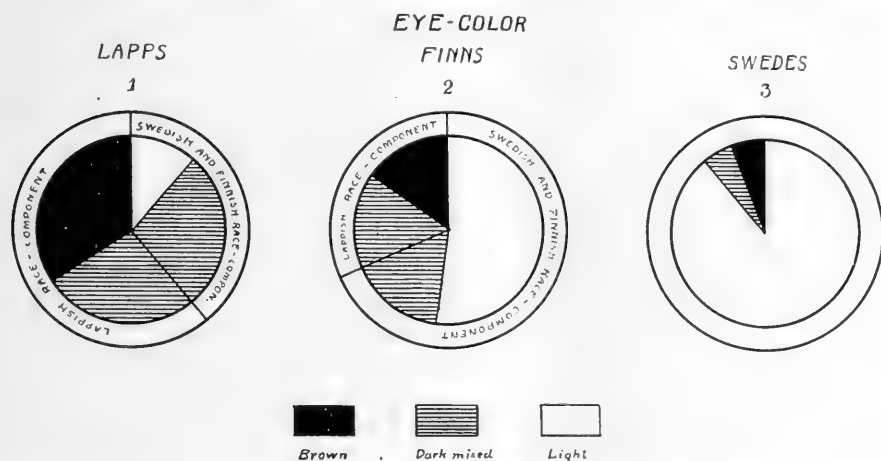 EYE-COLOR
LAPPS
FINNS
SWEDES
1
2
3
LAPPISH RACE-COMPONENT
SWEDISH AND FINNISH RACE-COMPON.
LAPPISH RACE-COMPONENT
SWEDISH AND FINNISH RACE-COMPONENT
Brown
Dark mixed
Light